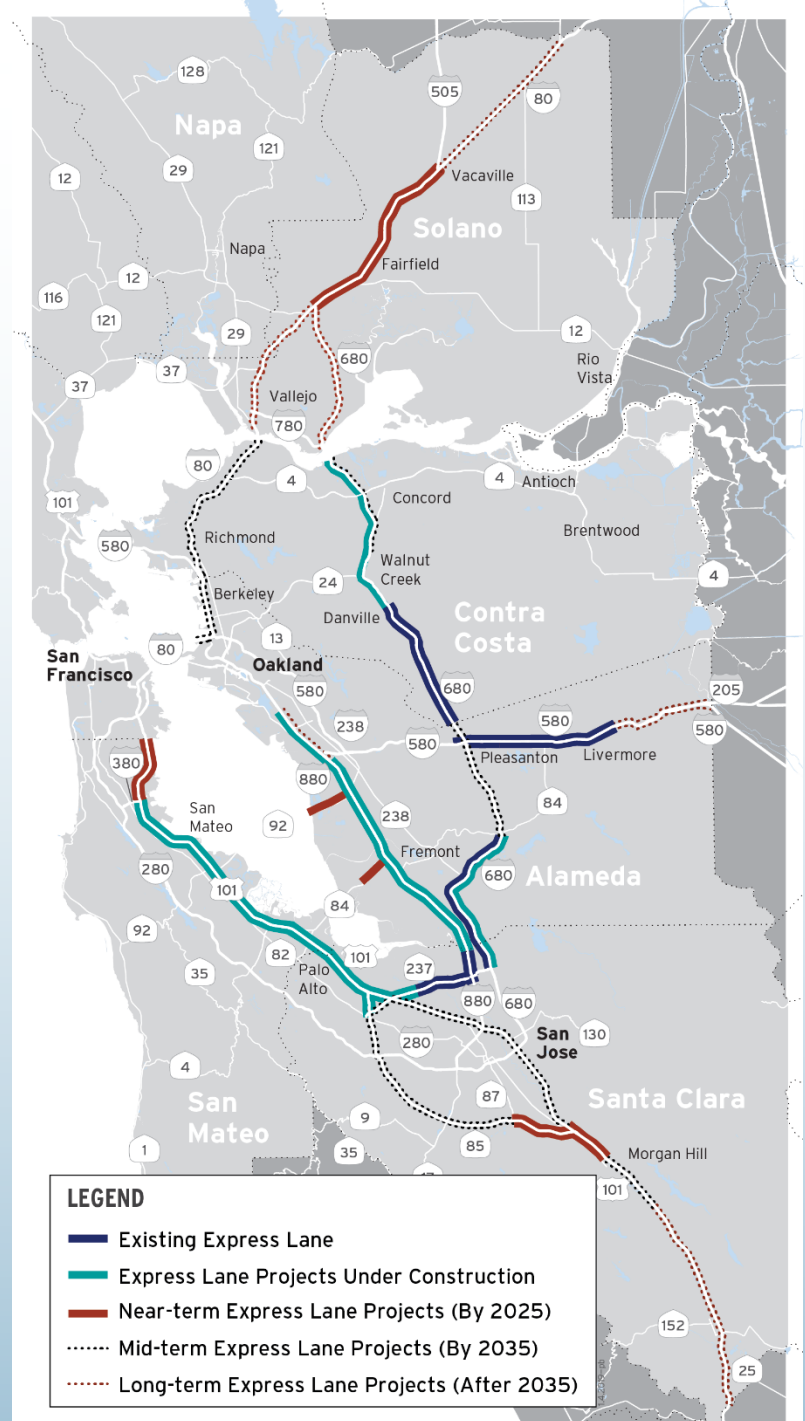 128
505
80
Napa
121
29
12
Vacaville
113
Solano
Napa
Fairfield
12
116
121
29
12
680
Rio
Vista
37
37
Vallejo
780
80
4
4
Antioch
101
Concord
Richmond
Brentwood
580
Walnut
Creek
24
4
Berkeley
Danville
Contra
Costa
13
80
San
Francisco
Oakland
580
680
205
238
580
580
580
Pleasanton
Livermore
380
880
San
Mateo
92
238
84
Fremont
280
680
Alameda
101
84
92
82
101
35
Palo
Alto
237
880
680
280
San
Jose
130
4
87
Santa Clara
San
Mateo
9
85
1
35
Morgan Hill
101
LEGEND
Existing Express Lane
Express Lane Projects Under Construction
Near-term Express Lane Projects (By 2025)
Mid-term Express Lane Projects (By 2035)
Long-term Express Lane Projects (After 2035)
152
25